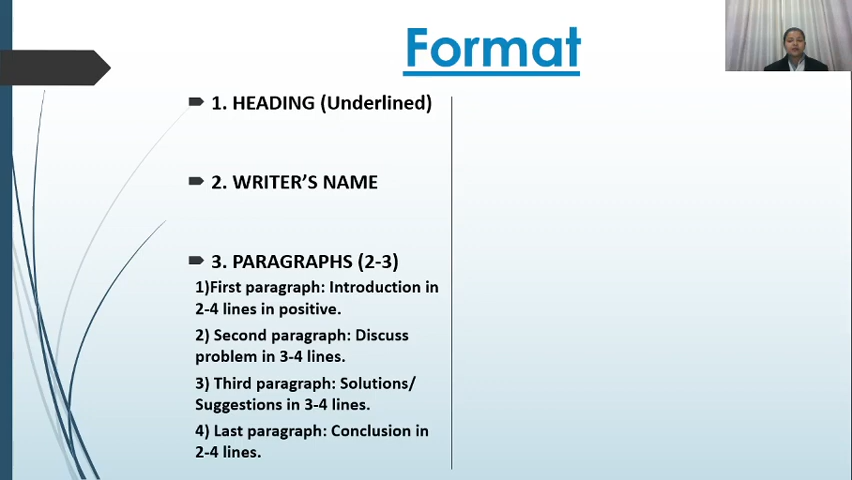 Format
1. HEADING (Underlined)
2. WRITER’S NAME
3. PARAGRAPHS (2-3)
1)First paragraph: Introduction in
2-4 lines in positive.
2) Second paragraph: Discuss
problem in 3-4 lines.
3) Third paragraph: Solutions/
Suggestions in 3-4 lines.
4) Last paragraph: Conclusion in
2-4 lines.